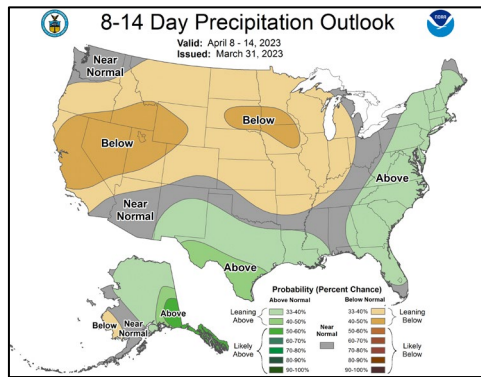 8-14 Day Precipitation Outlook
Valid: April 8 - 14, 2023
Issued: March 31, 2023
Near
Normal
Below
Below
Above
Near
Normal
Above
Below
Near
Normal
Above
Probability (Percent Chance)
Above Normal
Below Normal
Leaning
Above
33-40%
40-50%
Likely
Above
50-60%
60-70%
70-80%
80-90%
90-100%
Near
Normal
33-40%
40-50%
Leaning
Below
50-60%
60-70%
70-80%
80-90%
90-100%
Likely
Below